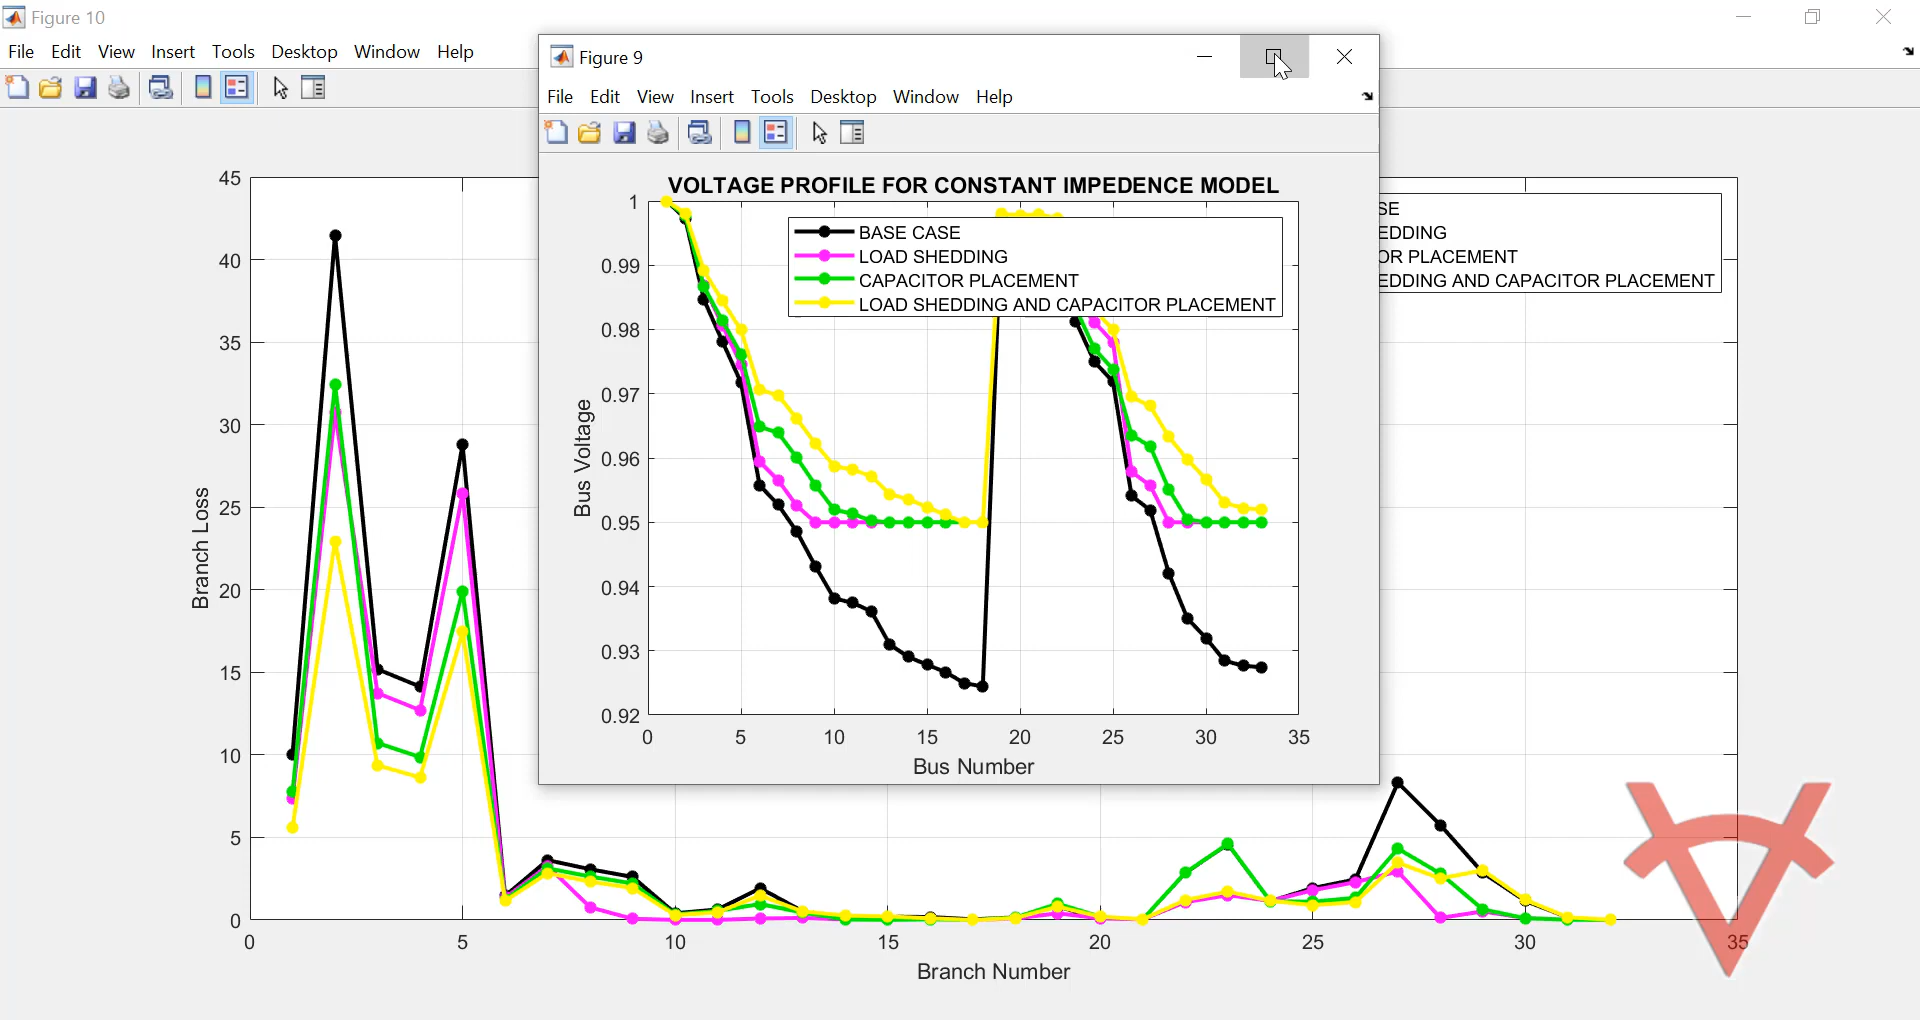 Figure 10
File Edit View Insert Tools Desktop Window Help
Figure 9
File Edit View Insert Tools Desktop Window Help
VOLTAGE PROFILE FOR CONSTANT IMPEDENCE MODEL
BASE CASE
LOAD SHEDDING
CAPACITOR PLACEMENT
LOAD SHEDDING AND CAPACITOR PLACEMENT
1
0.99
0.98
0.97
0.96
0.95
0.94
0.93
0.92
Bus Voltage
0 5 10 15 20 25 30 35
Bus Number
SE
EDDING
OR PLACEMENT
EDDING AND CAPACITOR PLACEMENT
45
40
35
30
25
20
15
10
5
0
Branch Loss
0 5 10 15 20 25 30 35
Branch Number